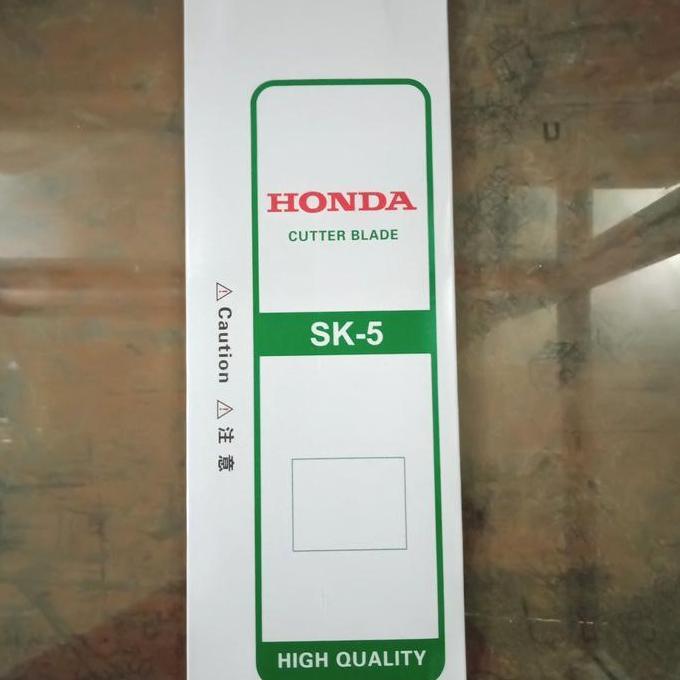 HONDA
CUTTER BLADE
SK-5
HIGH QUALITY
⚠ Caution ⚠ 注意